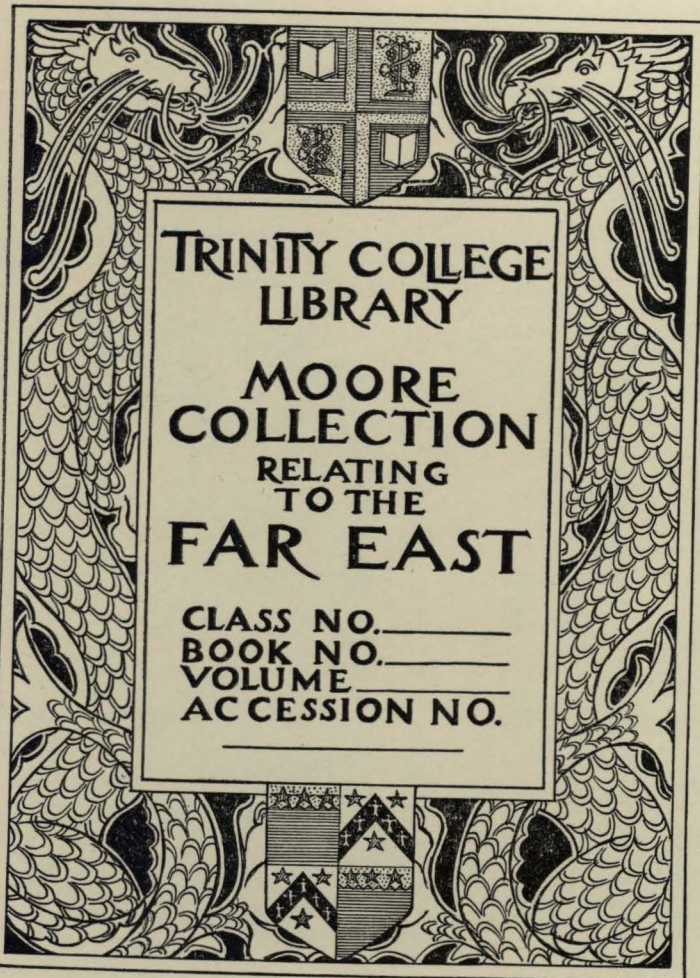 TRINITY COLLEGE
LIBRARY
MOORE
COLLECTION
RELATING
TO THE
FAR EAST
CLASS NO.
BOOK NO.
VOLUME
ACCESSION NO.